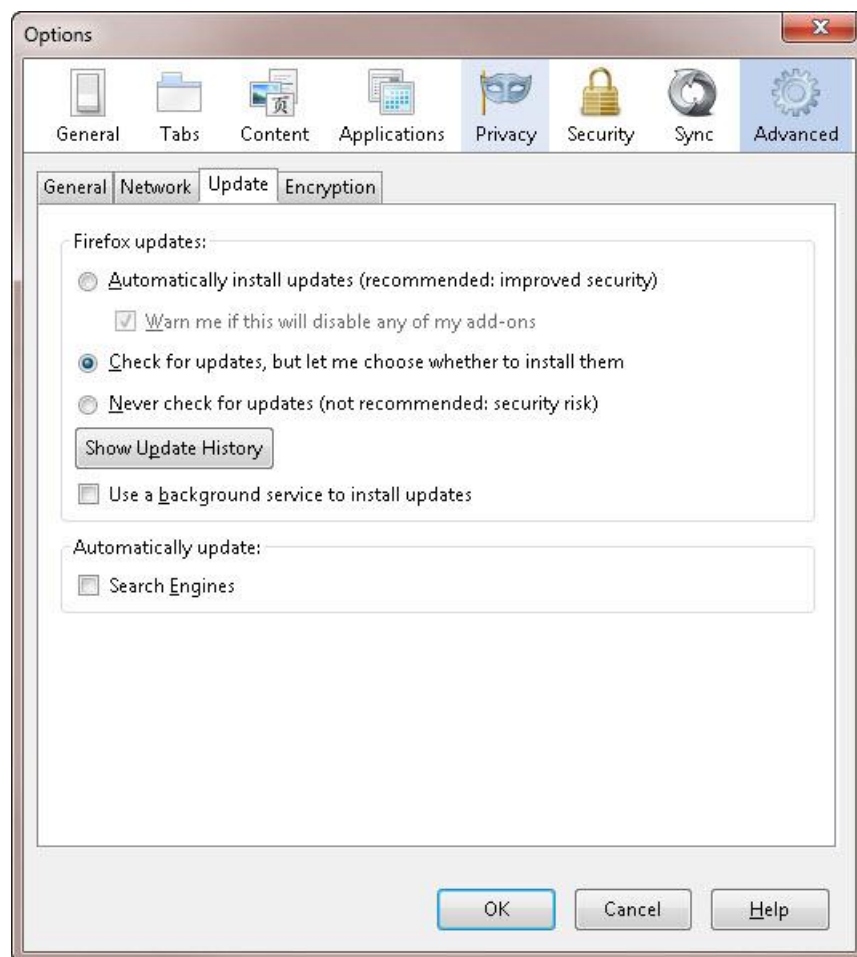 Options
General Tabs Content Applications Privacy Security Sync Advanced
页
General Network Update Encryption
Firefox updates:
Automatically install updates (recommended: improved security)
Warn me if this will disable any of my add-ons
Check for updates, but let me choose whether to install them
Never check for updates (not recommended: security risk)
Show Update History
Use a background service to install updates
Automatically update:
Search Engines
OK Cancel Help